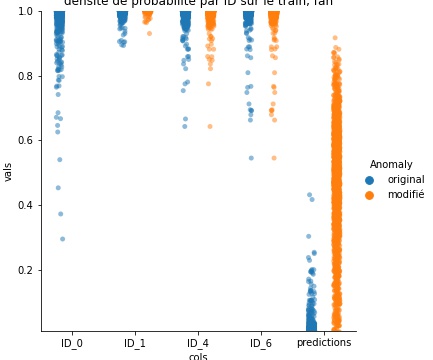 densité de probabilité par ID sur le train, ran
1.0
0.8
0.6
0.4
0.2
vals
ID_0 ID_1 ID_4 ID_6 predictions
cols
Anomaly
original
modifié